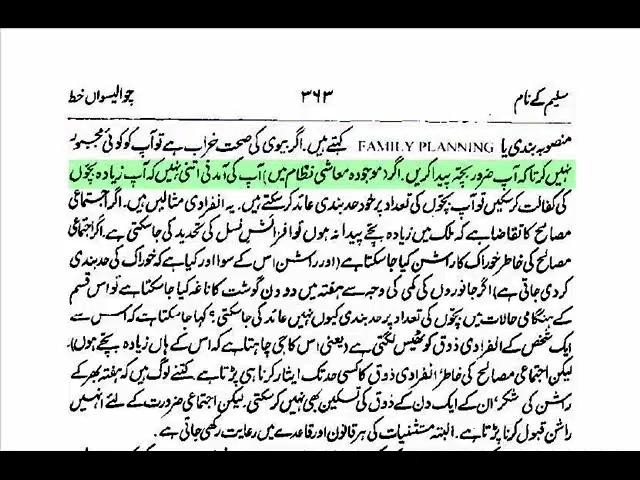 سلیم کے نام ۳۶۳ چوالیسواں خط
منصوبہ بندی یا FAMILY PLANNING کہتے ہیں. اگر بیوی کی صحت خراب ہے تو آپ کو کوئی مجبور
نہیں کرتا کہ آپ ضرور بچے پیدا کریں. اگر (موجودہ معاشی نظام میں) آپ کی آمدنی اتنی نہیں کہ آپ زیادہ بچوں
کی کفالت کر سکیں تو آپ بچوں کی تعداد پر خود حد بندی عائد کر سکتے ہیں. یہ انفرادی مثالیں ہیں. اگر اجتماعی
مصالح کا تقاضا ہے کہ ملک میں زیادہ بچے پیدا نہ ہوں تو افزائش نسل کی تحدید کی جا سکتی ہے. اگر اجتماعی
مصالح کی خاطر خوراک کا راشن کیا جا سکتا ہے (اور راشن اس کے سوا اور کیا ہے کہ خوراک کی حد بندی
کر دی جاتی ہے) اگر جانوروں کی کمی کی وجہ سے ہفتہ میں دو دن گوشت کا ناغہ کیا جا سکتا ہے تو اس قسم
کے ہنگامی حالات میں بچوں کی تعداد پر حد بندی کیوں نہیں عائد کی جا سکتی؟ کہا جا سکتا ہے کہ اس سے
ایک شخص کے انفرادی ذوق کو ٹھیس لگتی ہے (یعنی اس کا جی چاہتا ہے کہ اس کے ہاں زیادہ بچے ہوں).
لیکن اجتماعی مصالح کی خاطر انفرادی ذوق کا کسی حد تک ایثار کرنا ہی پڑتا ہے. کتنے لوگ ہیں کہ ہفتہ بھر کے
راشن کی شکر، ان کے ایک دن کے ذوق کی تسکین بھی نہیں کر سکتی. لیکن اجتماعی ضرورت کے لئے انہیں
راشن قبول کرنا پڑتا ہے. البتہ مستثنیات کی ہر قانون اور قاعدے میں رعایت رکھی جاتی ہے.